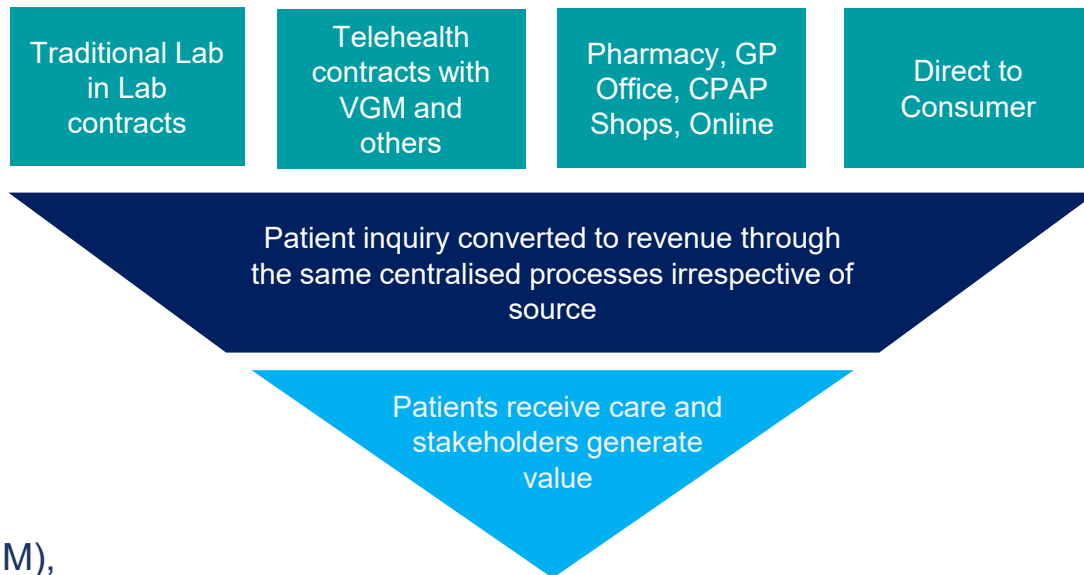 Traditional Lab
in Lab
contracts
Telehealth
contracts with
VGM and
others
Pharmacy, GP
Office, CPAP
Shops, Online
Direct to
Consumer
Patient inquiry converted to revenue through
the same centralised processes irrespective of
source
Patients receive care and
stakeholders generate
value
M),